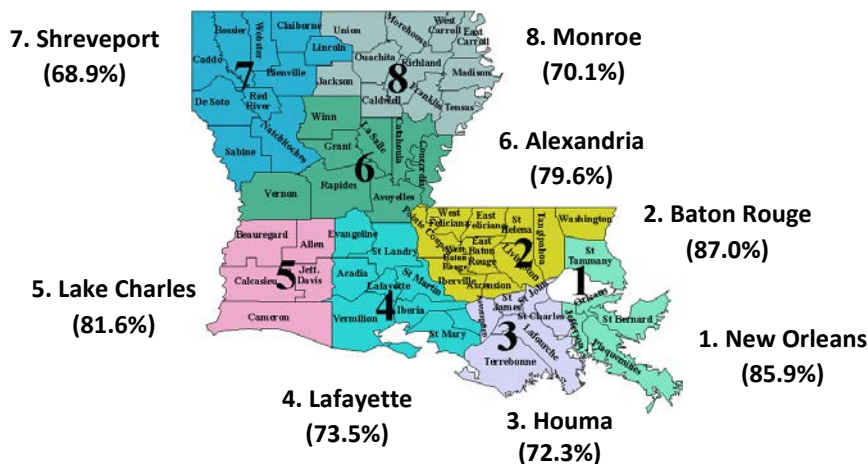 7. Shreveport
(68.9%)
8. Monroe
(70.1%)
6. Alexandria
(79.6%)
2. Baton Rouge
(87.0%)
5. Lake Charles
(81.6%)
1. New Orleans
(85.9%)
4. Lafayette
(73.5%)
3. Houma
(72.3%)
7
Caddo
Bossier
Webster
Claiborne
Lincoln
Bienville
De Soto
Red
River
Sabine
Natchitoches
8
Union
Morehouse
West
Carroll
East
Carroll
Ouachita
Richland
Madison
Jackson
Caldwell
Franklin
Tensas
6
Winn
Grant
La Salle
Catahoula
Concordia
Vernon
Rapides
Avoyelles
5
Beauregard
Allen
Calcasieu
Jeff.
Davis
Cameron
4
Evangeline
St Landry
Acadia
Lafayette
St Martin
Vermilion
Iberia
St Mary
2
Pointe Coupee
West
Feliciana
East
Feliciana
St
Helena
Tangipahoa
Washington
West
Baton
Rouge
East
Baton
Rouge
Livingston
Iberville
Ascension
3
Assumption
St
James
St John
St Charles
Lafourche
Terrebonne
1
St
Tammany
Orleans
Jefferson
St Bernard
Plaquemines